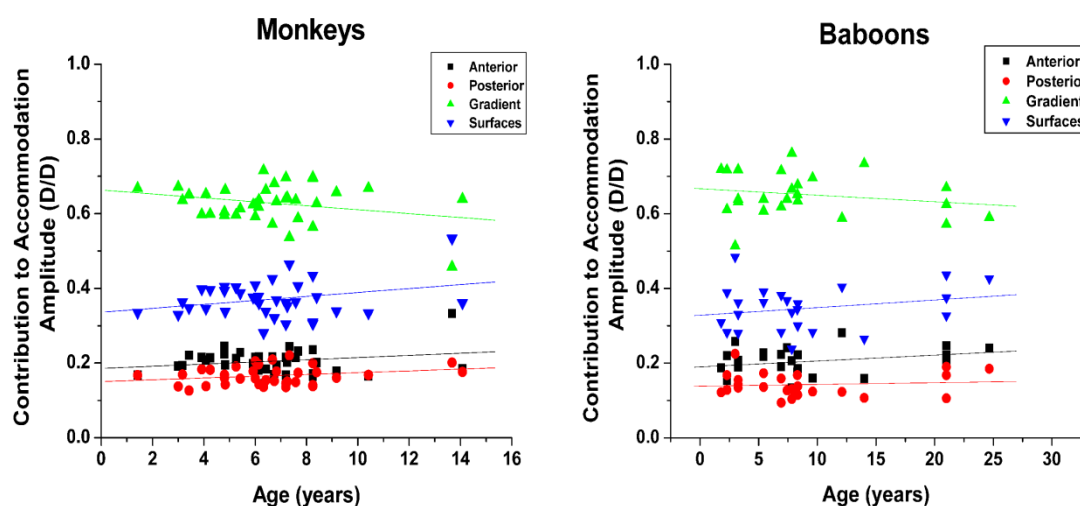 Monkeys
Contribution to Accommodation
Amplitude (D/D)
1.0
0.8
0.6
0.4
0.2
0.0
Anterior
Posterior
Gradient
Surfaces
0 2 4 6 8 10 12 14 16
Age (years)
Baboons
Contribution to Accommodation
Amplitude (D/D)
1.0
0.8
0.6
0.4
0.2
0.0
Anterior
Posterior
Gradient
Surfaces
0 5 10 15 20 25 30
Age (years)